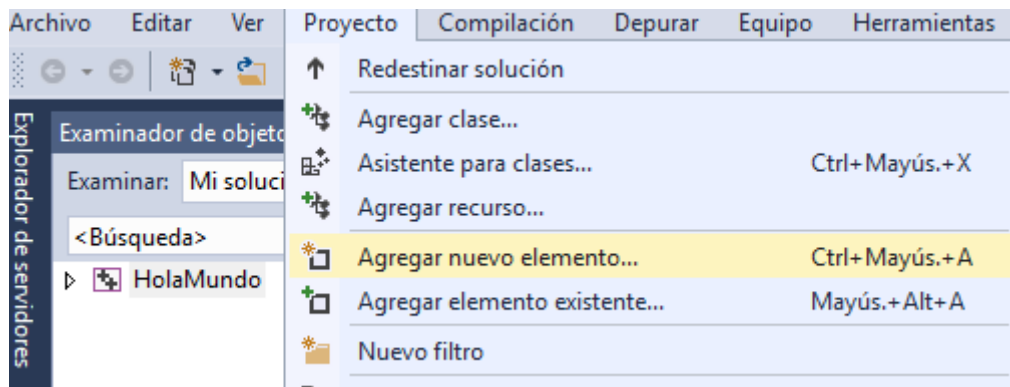 Archivo Editar Ver Proyecto Compilación Depurar Equipo Herramientas
Redestinar solución
Agregar clase...
Asistente para clases... Ctrl+Mayús.+X
Agregar recurso...
Agregar nuevo elemento... Ctrl+Mayús.+A
Agregar elemento existente... Mayús.+Alt+A
Nuevo filtro
Explorador de servidores
Examinador de objeto
Examinar: Mi soluci
<Búsqueda>
HolaMundo